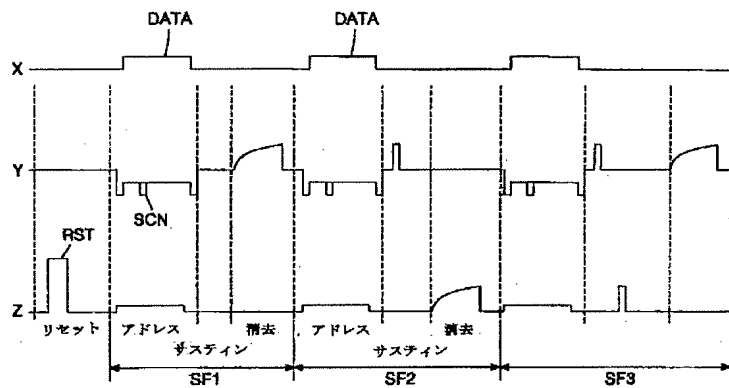 DATA DATA
X
Y
SCN
RST
Z
リセット アドレス 消去 アドレス 消去
サスティン サスティン
SF1 SF2 SF3